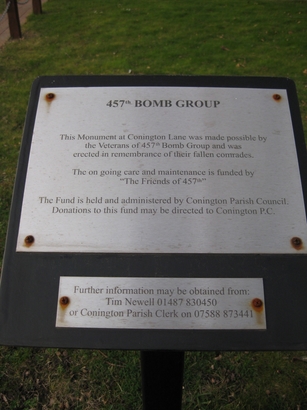 457th BOMB GROUP
This Monument at Conington Lane was made possible by
the Veterans of 457th Bomb Group and was
erected in remembrance of their fallen comrades.
The on going care and maintenance is funded by
"The Friends of 457th"
The Fund is held and administered by Conington Parish Council.
Donations to this fund may be directed to Conington P.C.
Further information may be obtained from:
Tim Newell 01487 830450
or Conington Parish Clerk on 07588 873441